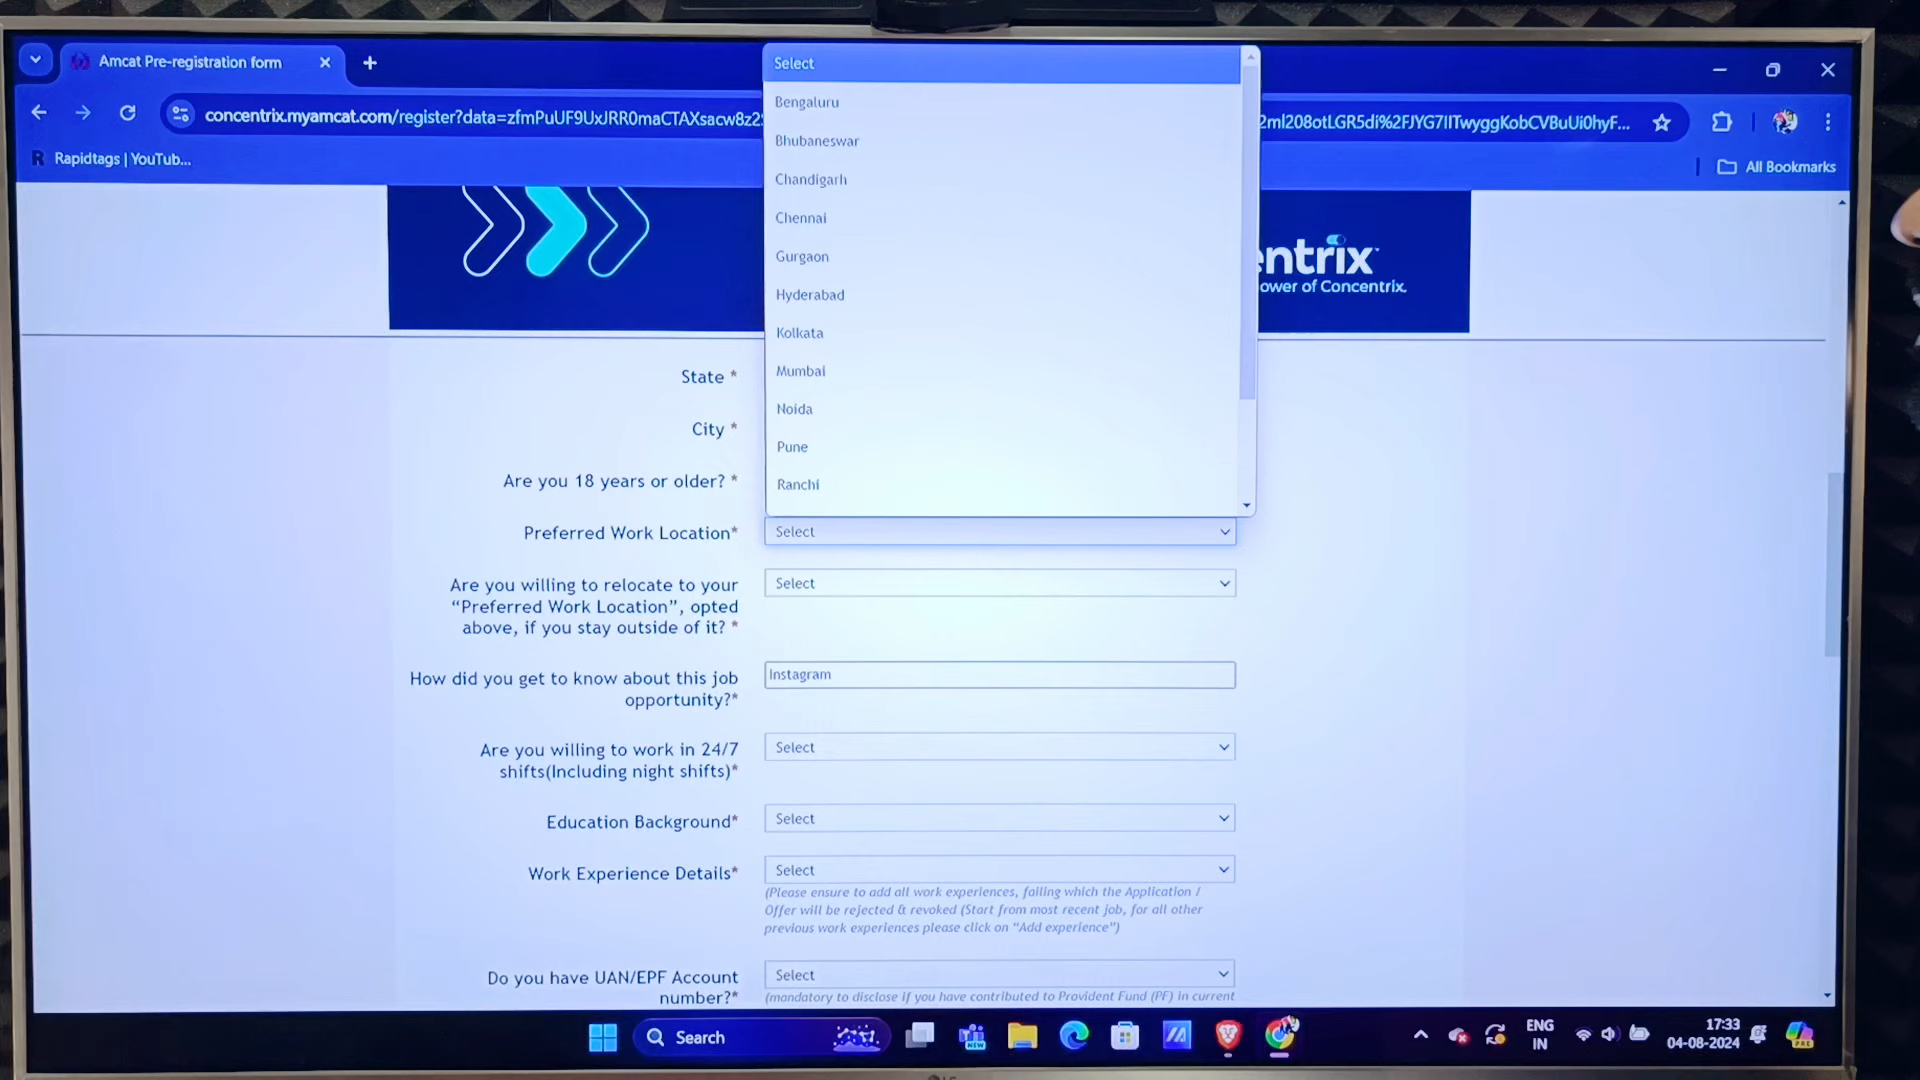 Amcat Pre-registration form
concentrix.myamcat.com/register?data=zfmPuUF9UxJRR0maCTAXsacw8z2
Rapidtags | YouTub...
All Bookmarks
ntrix
ower of Concentrix.
Select
Bengaluru
Bhubaneswar
Chandigarh
Chennai
Gurgaon
Hyderabad
Kolkata
Mumbai
Noida
Pune
Ranchi
State *
City *
Are you 18 years or older? *
Preferred Work Location*
Select
Are you willing to relocate to your
“Preferred Work Location”, opted
above, if you stay outside of it? *
Select
How did you get to know about this job
opportunity?*
Instagram
Are you willing to work in 24/7
shifts(Including night shifts)*
Select
Education Background*
Select
Work Experience Details*
Select
(Please ensure to add all work experiences, failing which the Application /
Offer will be rejected & revoked (Start from most recent job, for all other
previous work experiences please click on “Add experience”)
Do you have UAN/EPF Account
number?*
Select
(mandatory to disclose if you have contributed to Provident Fund (PF) in current
Search
NEW
ENG
IN
17:33
04-08-2024
PRE